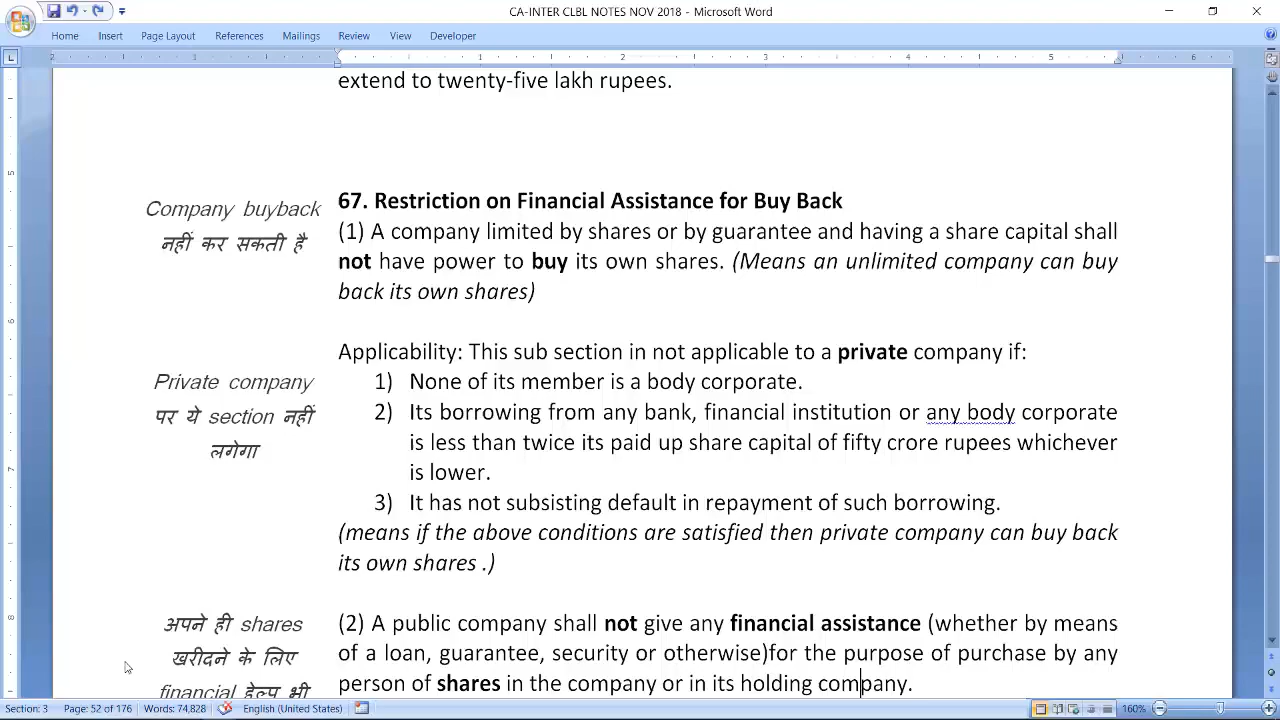 CA-INTER CLBL NOTES NOV 2018 - Microsoft Word
Home Insert Page Layout References Mailings Review View Developer
extend to twenty-five lakh rupees.
Company buyback
नहीं कर सकती है
67. Restriction on Financial Assistance for Buy Back
(1) A company limited by shares or by guarantee and having a share capital shall
not have power to buy its own shares. (Means an unlimited company can buy
back its own shares)
Private company
पर ये section नहीं
लगेगा
Applicability: This sub section in not applicable to a private company if:
1) None of its member is a body corporate.
2) Its borrowing from any bank, financial institution or any body corporate
is less than twice its paid up share capital of fifty crore rupees whichever
is lower.
3) It has not subsisting default in repayment of such borrowing.
(means if the above conditions are satisfied then private company can buy back
its own shares .)
अपने ही shares
खरीदने के लिए
financial हेल्प भी
(2) A public company shall not give any financial assistance (whether by means
of a loan, guarantee, security or otherwise)for the purpose of purchase by any
person of shares in the company or in its holding company.
Section: 3 Page: 52 of 176 Words: 74,828 English (United States) 160%